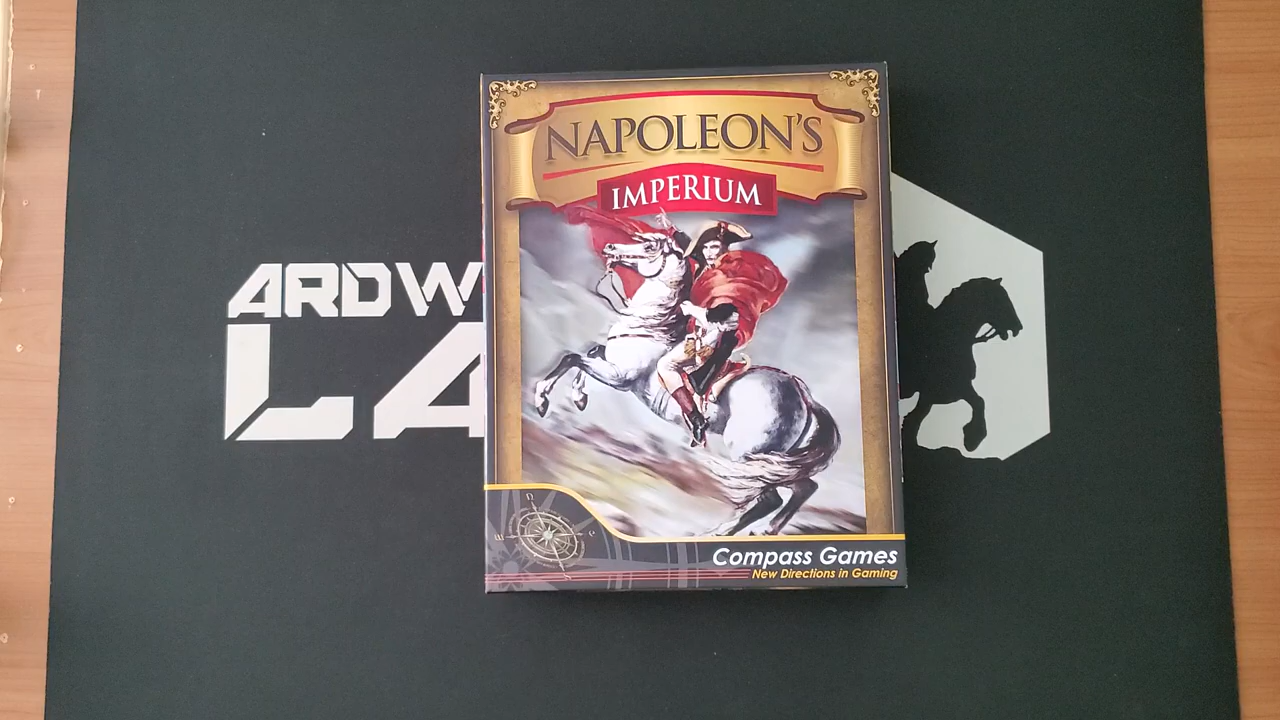 NAPOLEON'S
IMPERIUM
ARDW
LA
Compass Games
New Directions in Gaming